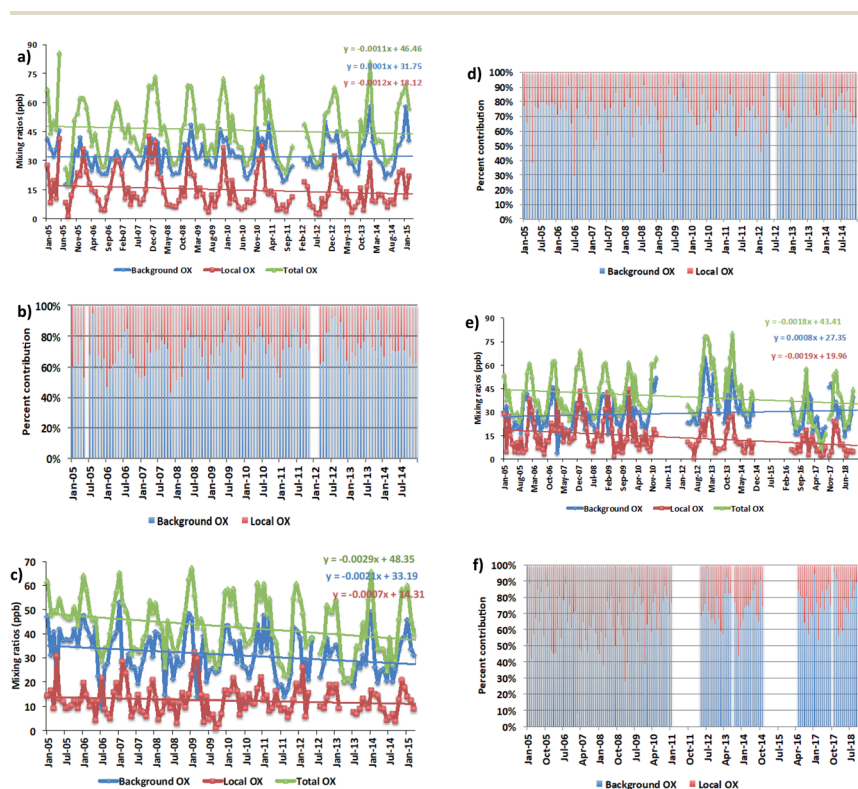 a)
y = -0.0011x + 46.46
y = 0.0001x + 31.75
y = -0.0012x + 18.12
Mixing ratios (ppb)
90
75
60
45
30
15
0
Jan-05
Jun-05
Nov-05
Apr-06
Sep-06
Feb-07
Jul-07
Dec-07
May-08
Oct-08
Mar-09
Aug-09
Jan-10
Jun-10
Nov-10
Apr-11
Sep-11
Feb-12
Jul-12
Dec-12
May-13
Oct-13
Mar-14
Aug-14
Jan-15
Background OX Local OX Total OX
b)
Percent contribution
100%
80%
60%
40%
20%
0%
Jan-05
Jul-05
Jan-06
Jul-06
Jan-07
Jul-07
Jan-08
Jul-08
Jan-09
Jul-09
Jan-10
Jul-10
Jan-11
Jul-11
Jan-12
Jul-12
Jan-13
Jul-13
Jan-14
Jul-14
Background OX Local OX
c)
y = -0.0029x + 48.35
y = -0.0021x + 33.19
y = -0.0007x + 14.31
Mixing ratios (ppb)
70
60
50
40
30
20
10
0
Jan-05
Jul-05
Jan-06
Jul-06
Jan-07
Jul-07
Jan-08
Jul-08
Jan-09
Jul-09
Jan-10
Jul-10
Jan-11
Jul-11
Jan-12
Jul-12
Jan-13
Jul-13
Jan-14
Jul-14
Jan-15
Background OX Local OX Total OX
d)
Percent contribution
100%
90%
80%
70%
60%
50%
40%
30%
20%
10%
0%
Jan-05
Jul-05
Jan-06
Jul-06
Jan-07
Jul-07
Jan-08
Jul-08
Jan-09
Jul-09
Jan-10
Jul-10
Jan-11
Jul-11
Jan-12
Jul-12
Jan-13
Jul-13
Jan-14
Jul-14
Background OX Local OX
e)
y = -0.0018x + 43.41
y = 0.0008x + 27.35
y = -0.0019x + 19.96
Mixing ratios (ppb)
90
75
60
45
30
15
0
Jan-05
Aug-05
Mar-06
Oct-06
May-07
Dec-07
Jul-08
Feb-09
Sep-09
Apr-10
Nov-10
Jun-11
Jan-12
Aug-12
Mar-13
Oct-13
May-14
Dec-14
Jul-15
Feb-16
Sep-16
Apr-17
Nov-17
Jun-18
Background OX Local OX Total OX
f)
Percent contribution
100%
90%
80%
70%
60%
50%
40%
30%
20%
10%
0%
Jan-05
Oct-05
Jul-06
Apr-07
Jan-08
Oct-08
Jul-09
Apr-10
Jan-11
Oct-11
Jul-12
Apr-13
Jan-14
Oct-14
Jul-15
Apr-16
Jan-17
Oct-17
Jul-18
Background OX Local OX